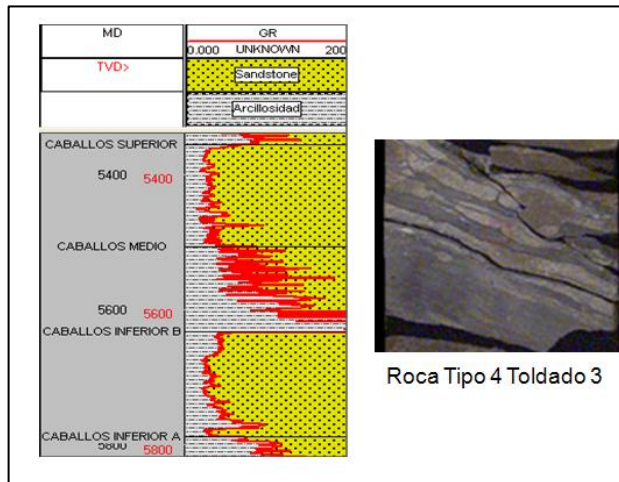 MD
GR
0.000 UNKNOWN 200
TVD>
Sandstone
Arcillosidad
CABALLOS SUPERIOR
5400 5400
CABALLOS MEDIO
5600 5600
CABALLOS INFERIOR B
CABALLOS INFERIOR A
5800 5800
Roca Tipo 4 Toldado 3